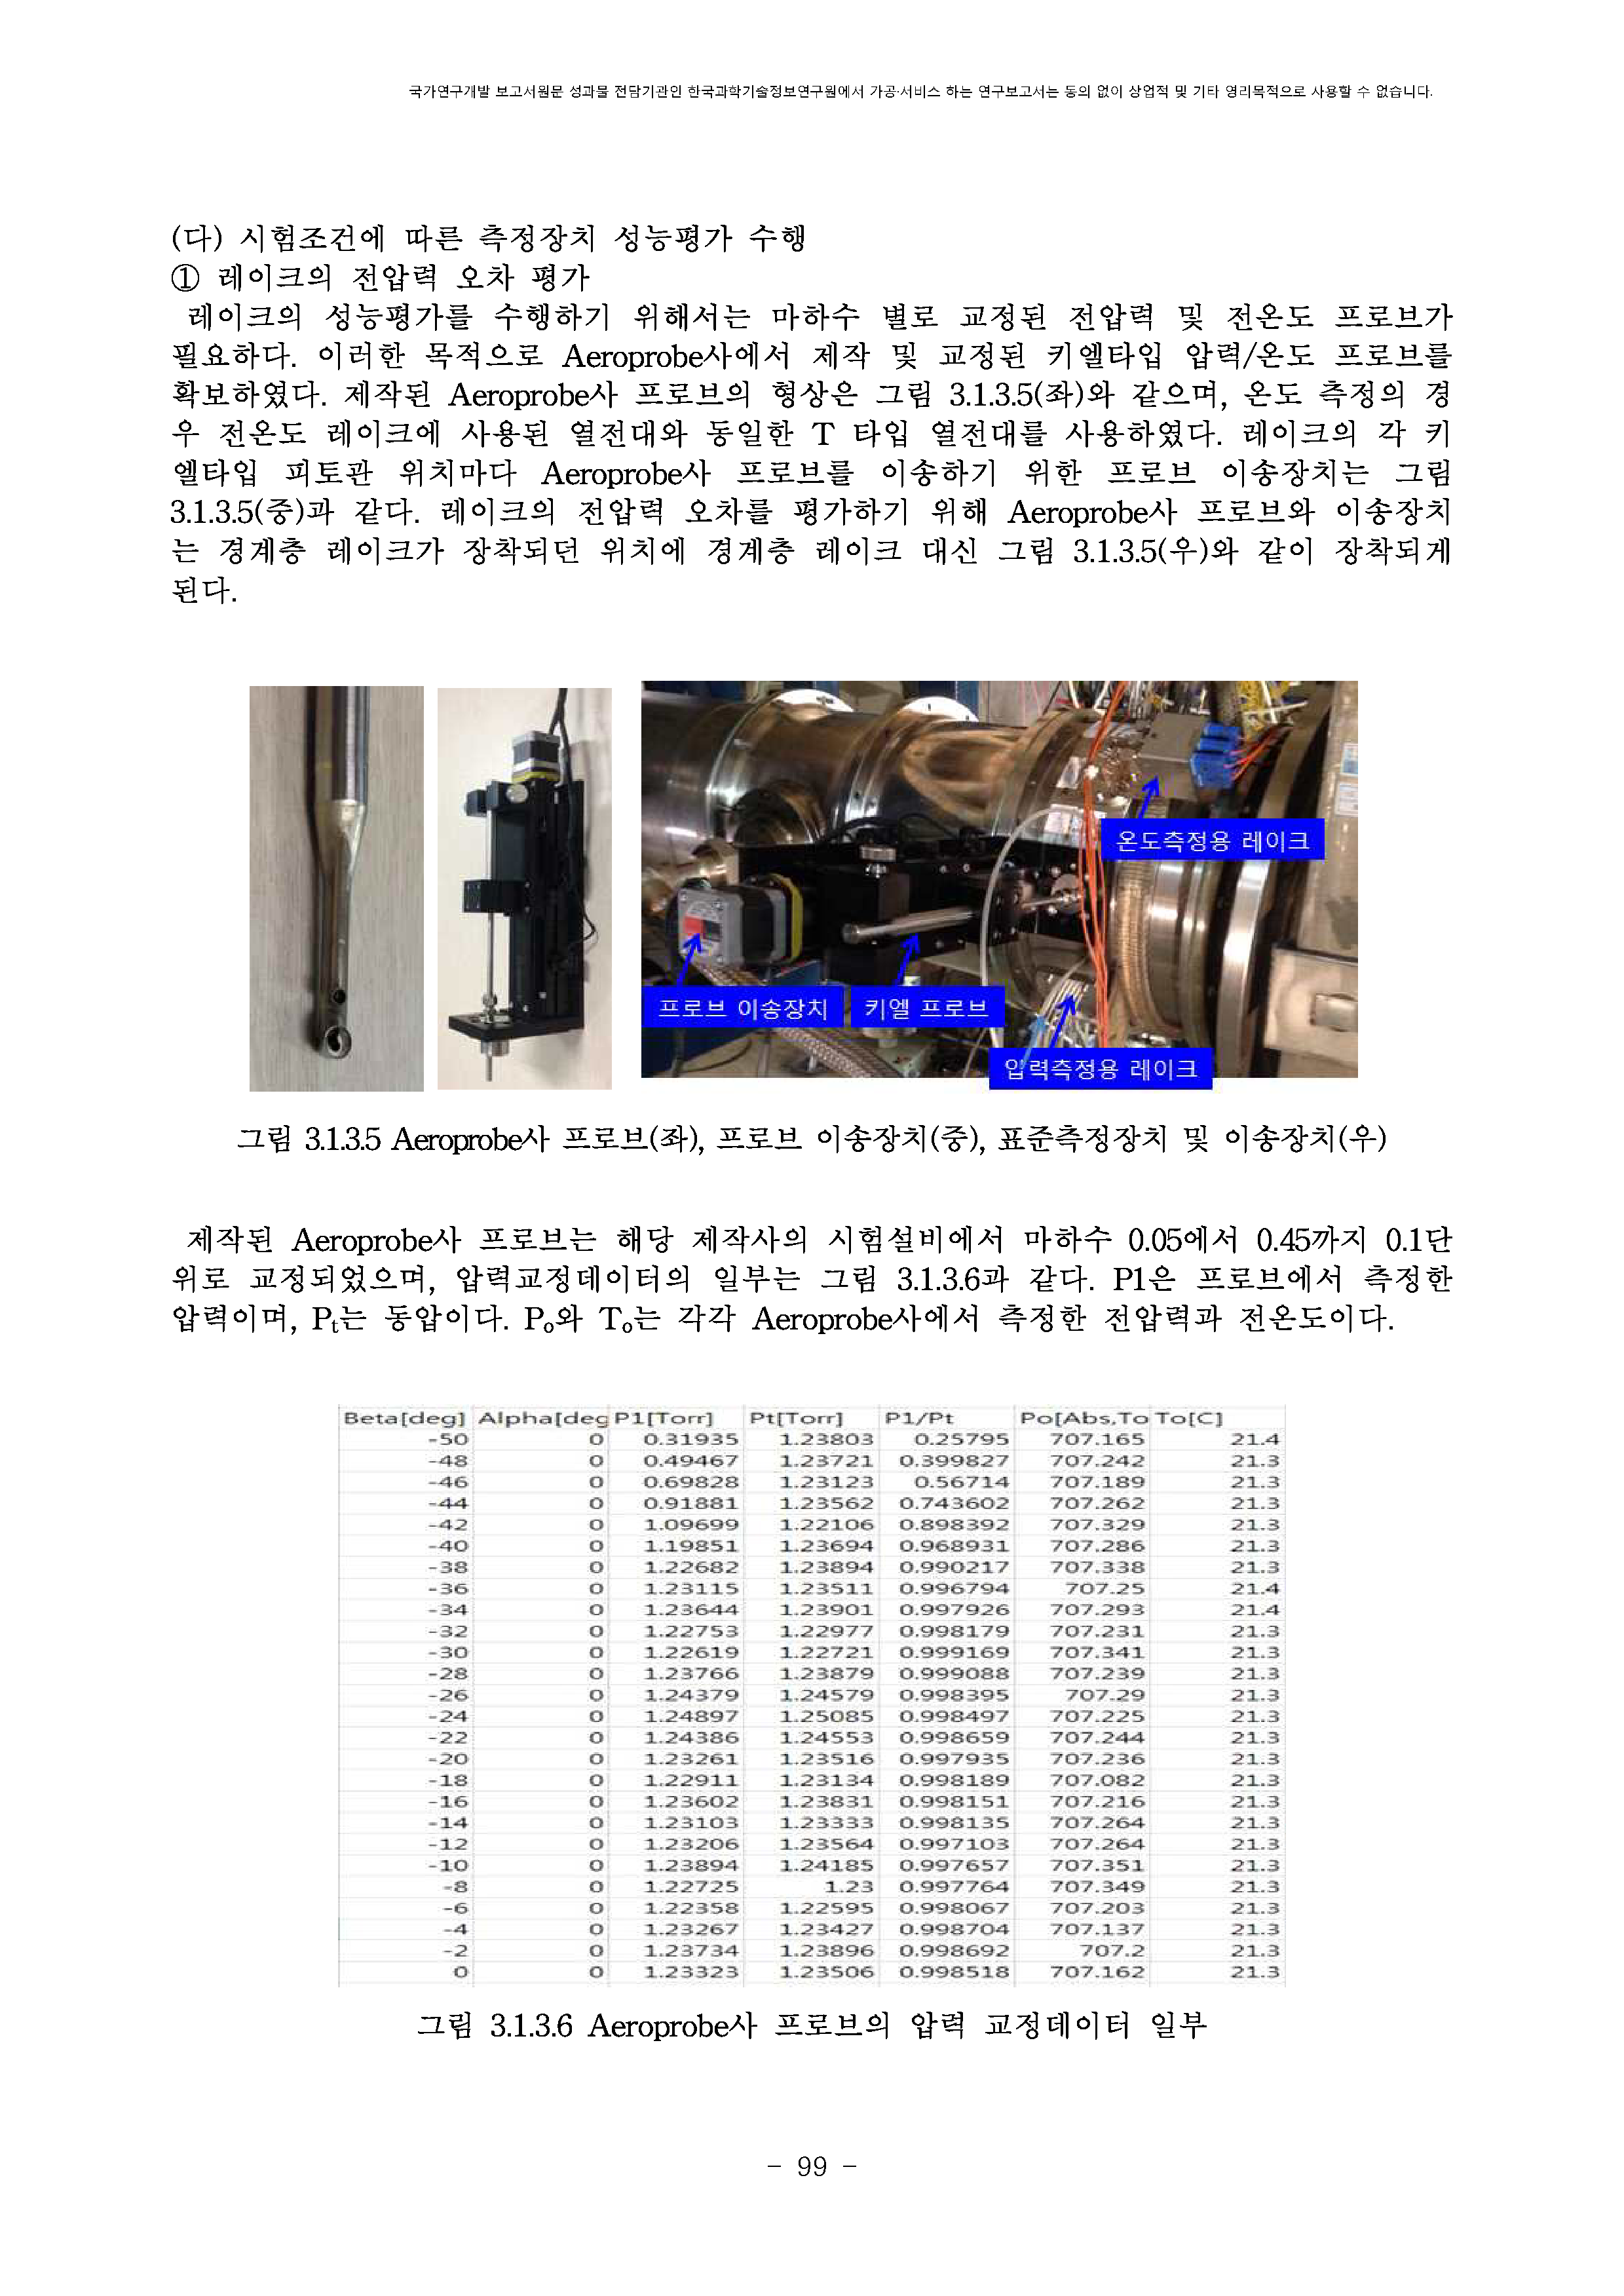 국가연구개발 보고서원문 성과물 전담기관인 한국과학기술정보연구원에서 가공·서비스 하는 연구보고서는 동의 없이 상업적 및 기타 영리목적으로 사용할 수 없습니다.
(다) 시험조건에 따른 측정장치 성능평가 수행
① 레이크의 전압력 오차 평가
레이크의 성능평가를 수행하기 위해서는 마하수 별로 교정된 전압력 및 전온도 프로브가
필요하다. 이러한 목적으로 Aeroprobe사에서 제작 및 교정된 키엘타입 압력/온도 프로브를
확보하였다. 제작된 Aeroprobe사 프로브의 형상은 그림 3.1.3.5(좌)와 같으며, 온도 측정의 경
우 전온도 레이크에 사용된 열전대와 동일한 T 타입 열전대를 사용하였다. 레이크의 각 키
엘타입 피토관 위치마다 Aeroprobe사 프로브를 이송하기 위한 프로브 이송장치는 그림
3.1.3.5(중)과 같다. 레이크의 전압력 오차를 평가하기 위해 Aeroprobe사 프로브와 이송장치
는 경계층 레이크가 장착되던 위치에 경계층 레이크 대신 그림 3.1.3.5(우)와 같이 장착되게
된다.
온도측정용 레이크
프로브 이송장치 키엘 프로브
압력측정용 레이크
그림 3.1.3.5 Aeroprobe사 프로브(좌), 프로브 이송장치(중), 표준측정장치 및 이송장치(우)
제작된 Aeroprobe사 프로브는 해당 제작사의 시험설비에서 마하수 0.05에서 0.45까지 0.1단
위로 교정되었으며, 압력교정데이터의 일부는 그림 3.1.3.6과 같다. P1은 프로브에서 측정한
압력이며, Pt는 동압이다. Po와 To는 각각 Aeroprobe사에서 측정한 전압력과 전온도이다.
Beta[deg] Alpha[deg P1[Torr] Pt[Torr] P1/Pt Po[Abs,To To[C]
-50 0 0.31935 1.23803 0.25795 707.165 21.4
-48 0 0.49467 1.23721 0.399827 707.242 21.3
-46 0 0.69828 1.23123 0.56714 707.189 21.3
-44 0 0.91881 1.23562 0.743602 707.262 21.3
-42 0 1.09699 1.22106 0.898392 707.329 21.3
-40 0 1.19851 1.23694 0.968931 707.286 21.3
-38 0 1.22682 1.23894 0.990217 707.338 21.3
-36 0 1.23115 1.23511 0.996794 707.25 21.4
-34 0 1.23644 1.23901 0.997926 707.293 21.4
-32 0 1.22753 1.22977 0.998179 707.231 21.3
-30 0 1.22619 1.22721 0.999169 707.341 21.3
-28 0 1.23766 1.23879 0.999088 707.239 21.3
-26 0 1.24379 1.24579 0.998395 707.29 21.3
-24 0 1.24897 1.25085 0.998497 707.225 21.3
-22 0 1.24386 1.24553 0.998659 707.244 21.3
-20 0 1.23261 1.23516 0.997935 707.236 21.3
-18 0 1.22911 1.23134 0.998189 707.082 21.3
-16 0 1.23602 1.23831 0.998151 707.216 21.3
-14 0 1.23103 1.23333 0.998135 707.264 21.3
-12 0 1.23206 1.23564 0.997103 707.264 21.3
-10 0 1.23894 1.24185 0.997657 707.351 21.3
-8 0 1.22725 1.23 0.997764 707.349 21.3
-6 0 1.22358 1.22595 0.998067 707.203 21.3
-4 0 1.23267 1.23427 0.998704 707.137 21.3
-2 0 1.23734 1.23896 0.998692 707.2 21.3
0 0 1.23323 1.23506 0.998518 707.162 21.3
그림 3.1.3.6 Aeroprobe사 프로브의 압력 교정데이터 일부
- 99 -